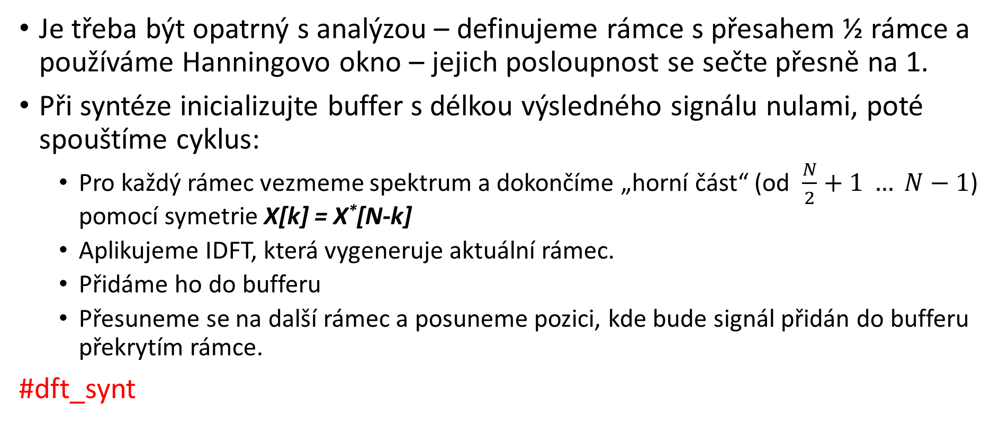 • Je třeba být opatrný s analýzou – definujeme rámce s přesahem ½ rámce a
používáme Hanningovo okno – jejich posloupnost se sečte přesně na 1.
• Při syntéze inicializujte buffer s délkou výsledného signálu nulami, poté
spouštíme cyklus:
• Pro každý rámec vezmeme spektrum a dokončíme „horní část“ (od N/2 + 1 … N − 1)
pomocí symetrie X[k] = X*[N-k]
• Aplikujeme IDFT, která vygeneruje aktuální rámec.
• Přidáme ho do bufferu
• Přesuneme se na další rámec a posuneme pozici, kde bude signál přidán do bufferu
překrytím rámce.
#dft_synt